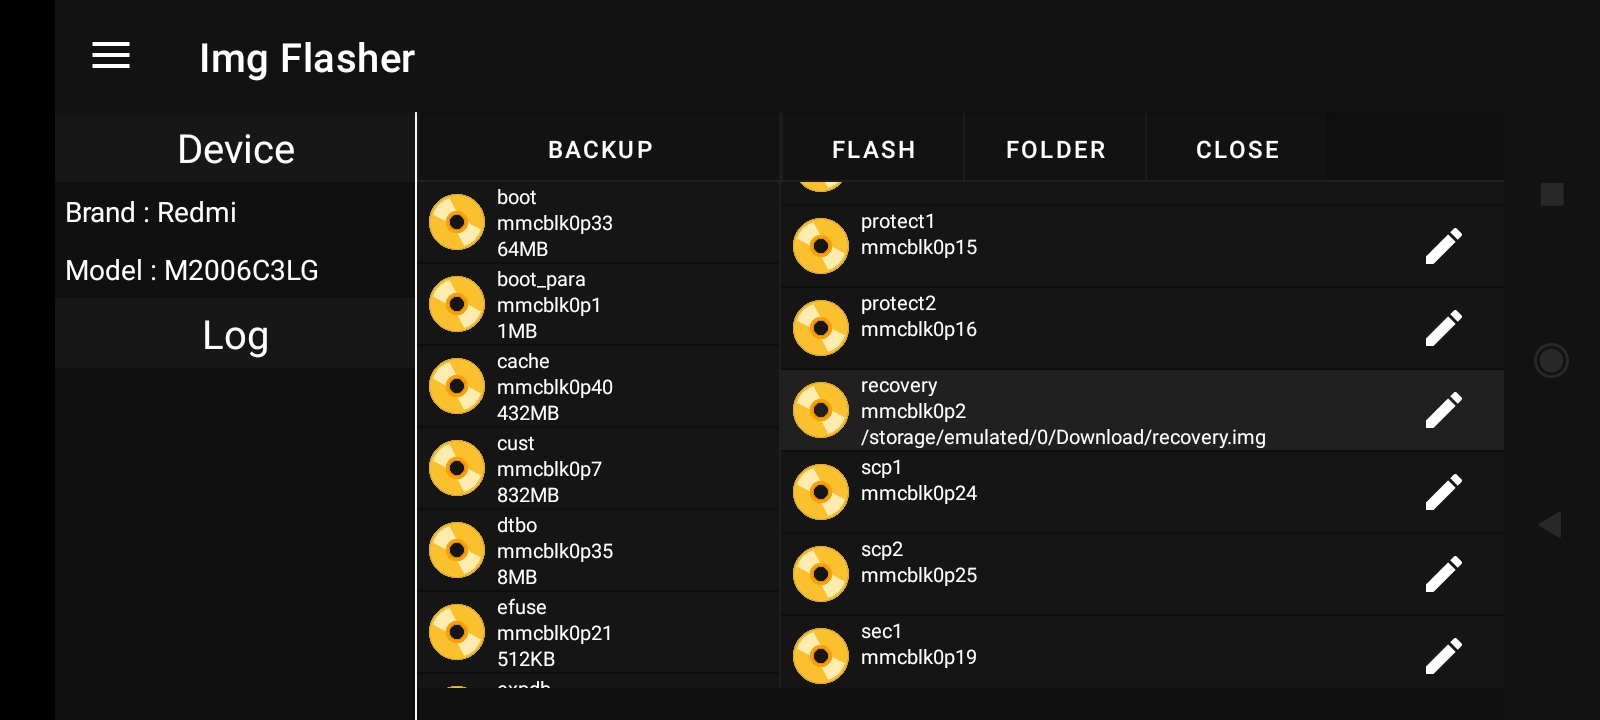 Img Flasher
Device
Brand : Redmi
Model : M2006C3LG
Log
BACKUP
boot
mmcblk0p33
64MB
boot_para
mmcblk0p1
1MB
cache
mmcblk0p40
432MB
cust
mmcblk0p7
832MB
dtbo
mmcblk0p35
8MB
efuse
mmcblk0p21
512KB
FLASH
FOLDER
CLOSE
protect1
mmcblk0p15
protect2
mmcblk0p16
recovery
mmcblk0p2
/storage/emulated/0/Download/recovery.img
scp1
mmcblk0p24
scp2
mmcblk0p25
sec1
mmcblk0p19